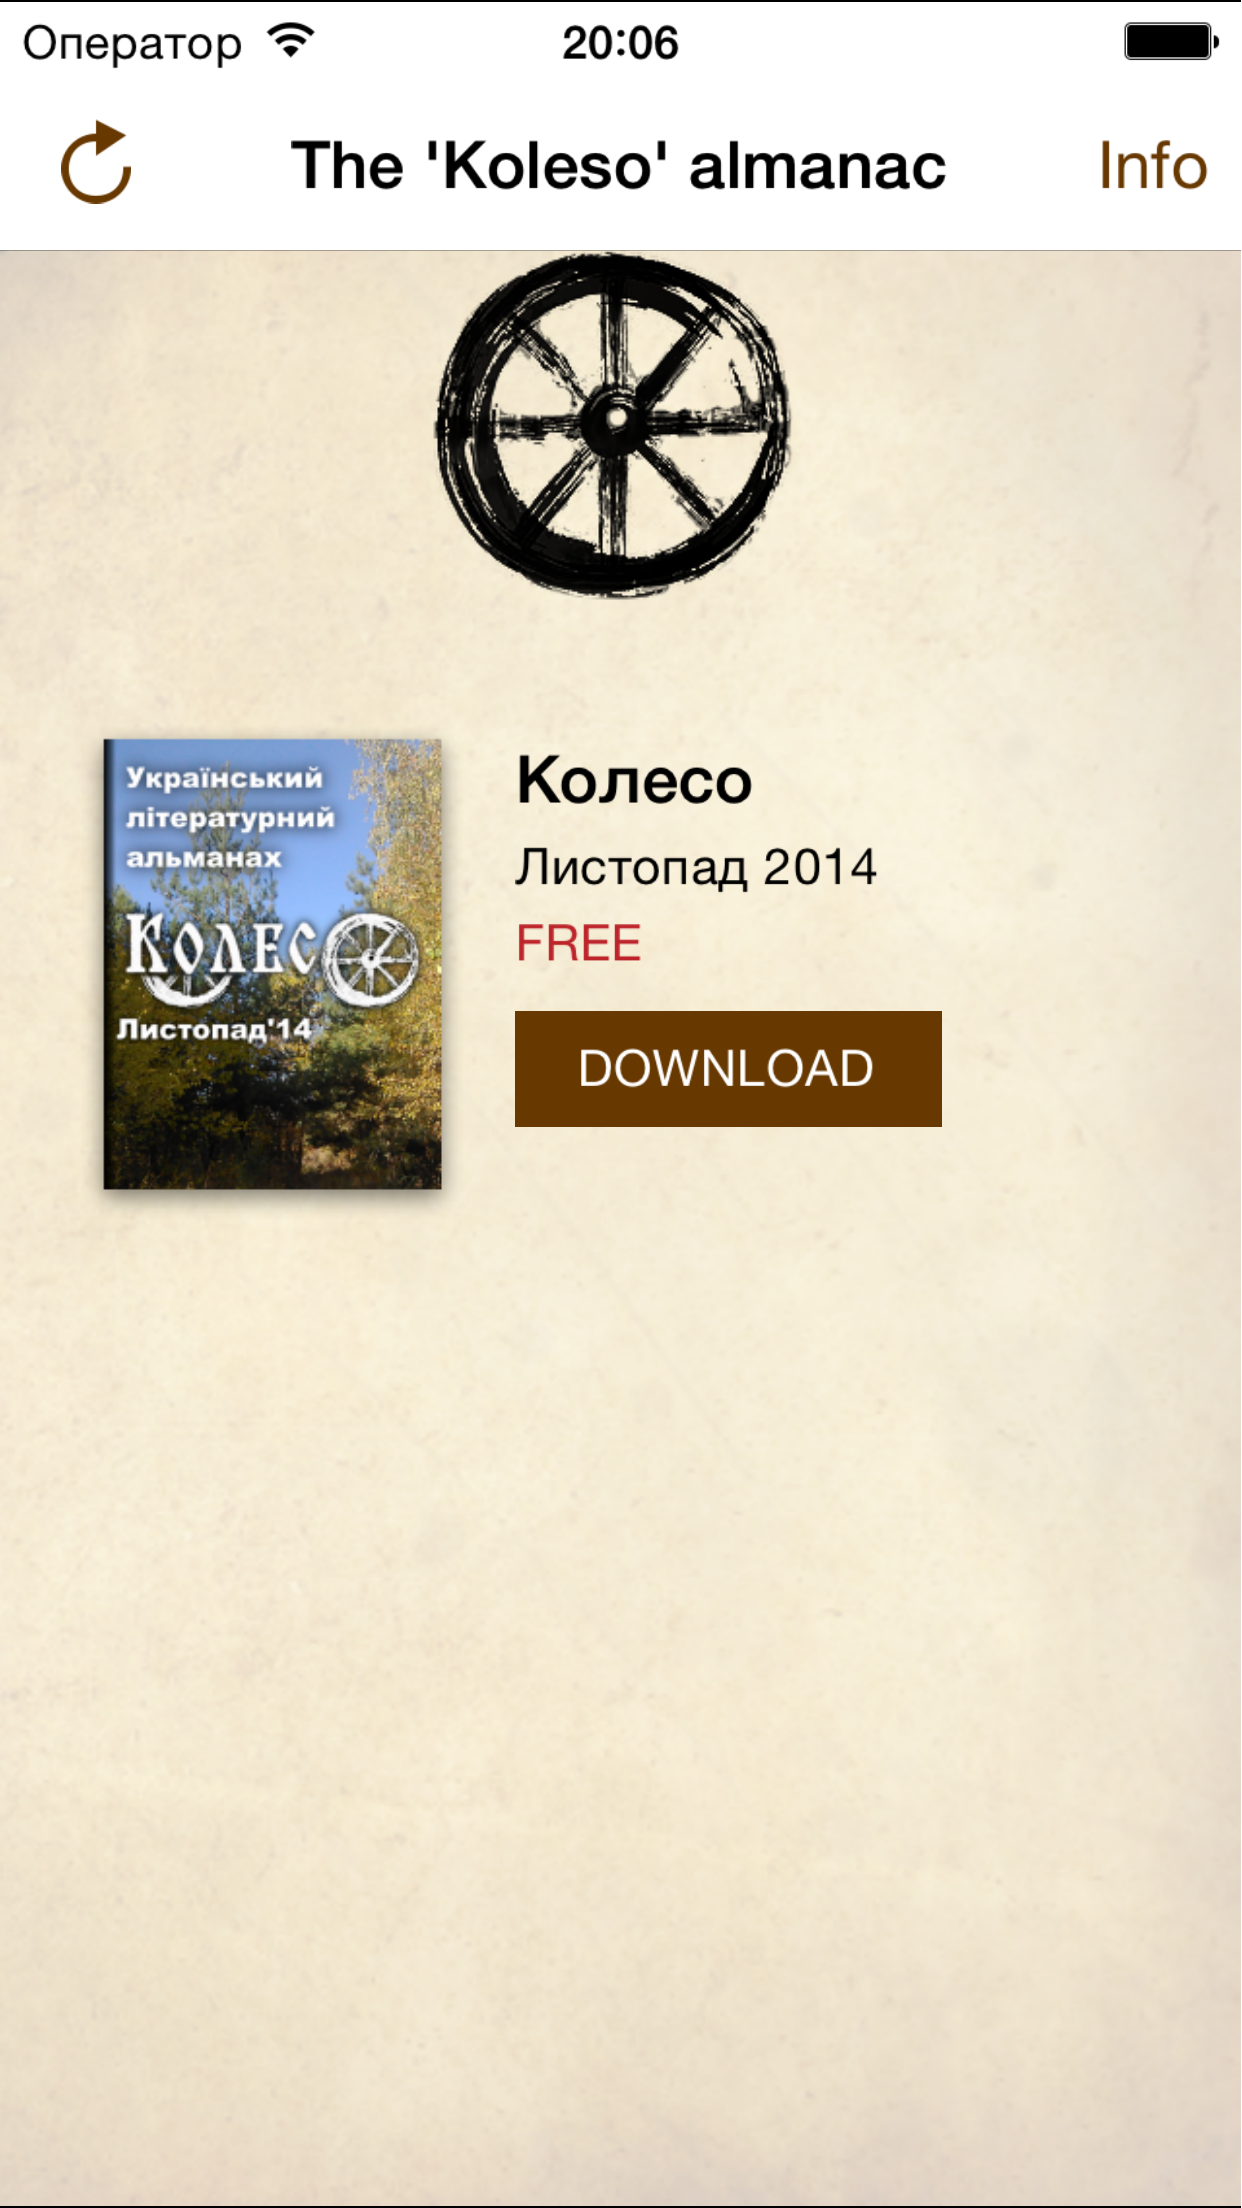 Оператор 20:06
The 'Koleso' almanac Info
Український
літературний
альманах
Колесо
Листопад'14
Колесо
Листопад 2014
FREE
DOWNLOAD